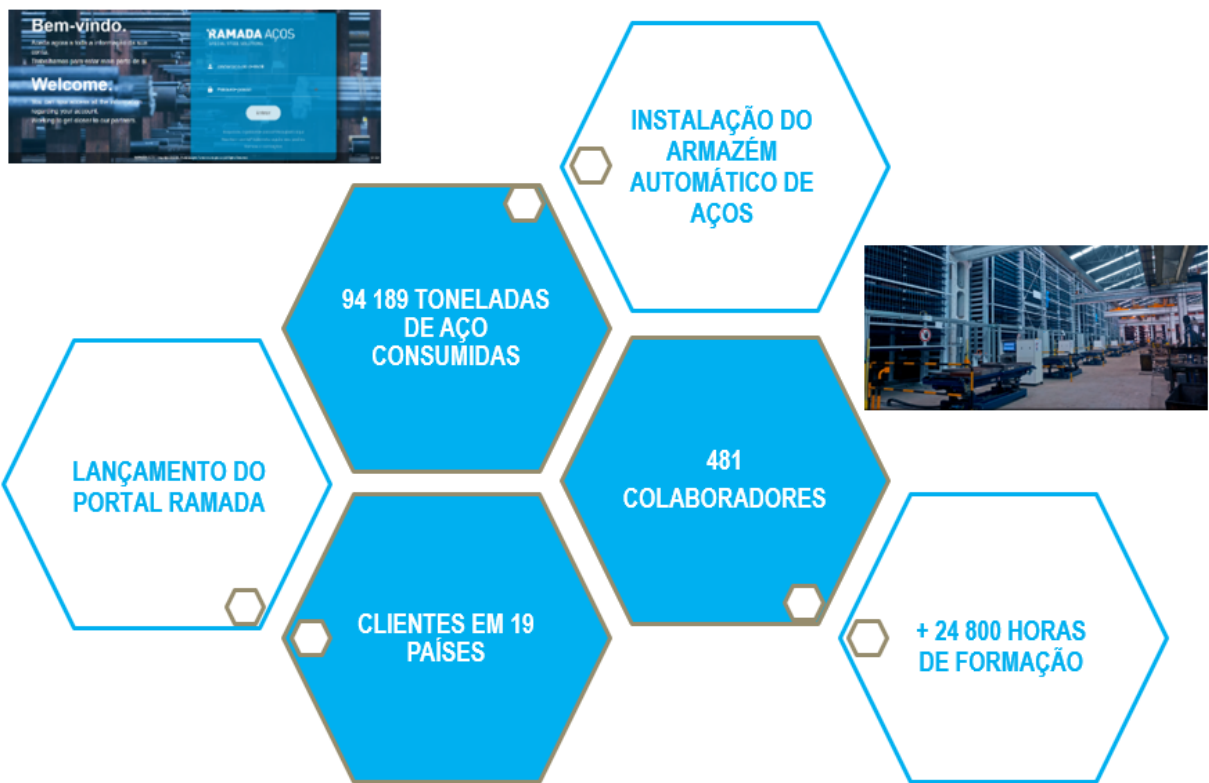 Bem-vindo.
Welcome.
RAMADA AÇOS
INSTALAÇÃO DO
ARMAZÉM
AUTOMÁTICO DE
AÇOS
94 189 TONELADAS
DE AÇO
CONSUMIDAS
LANÇAMENTO DO
PORTAL RAMADA
481
COLABORADORES
CLIENTES EM 19
PAÍSES
+ 24 800 HORAS
DE FORMAÇÃO